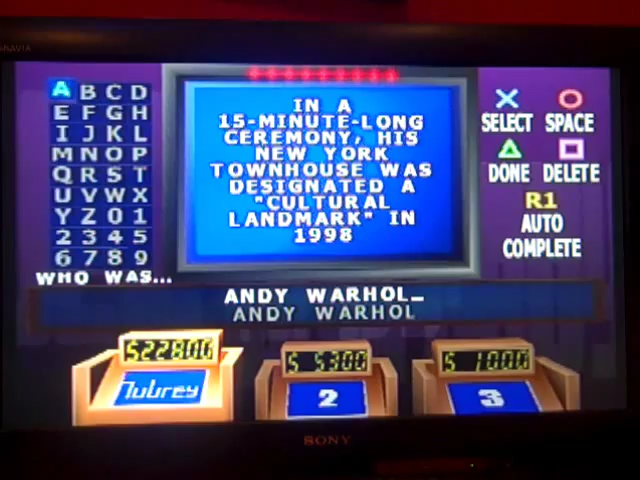 A B C D
E F G H
I J K L
M N O P
Q R S T
U V W X
Y Z 0 1
2 3 4 5
6 7 8 9
IN A
15-MINUTE-LONG
CEREMONY, HIS
NEW YORK
TOWNHOUSE WAS
DESIGNATED A
"CULTURAL
LANDMARK" IN
1998
SELECT SPACE
DONE DELETE
R1
AUTO
COMPLETE
WHO WAS...
ANDY WARHOL_
ANDY WARHOL
$22800 $ 5300 $ 1000
Aubrey 2 3
SONY